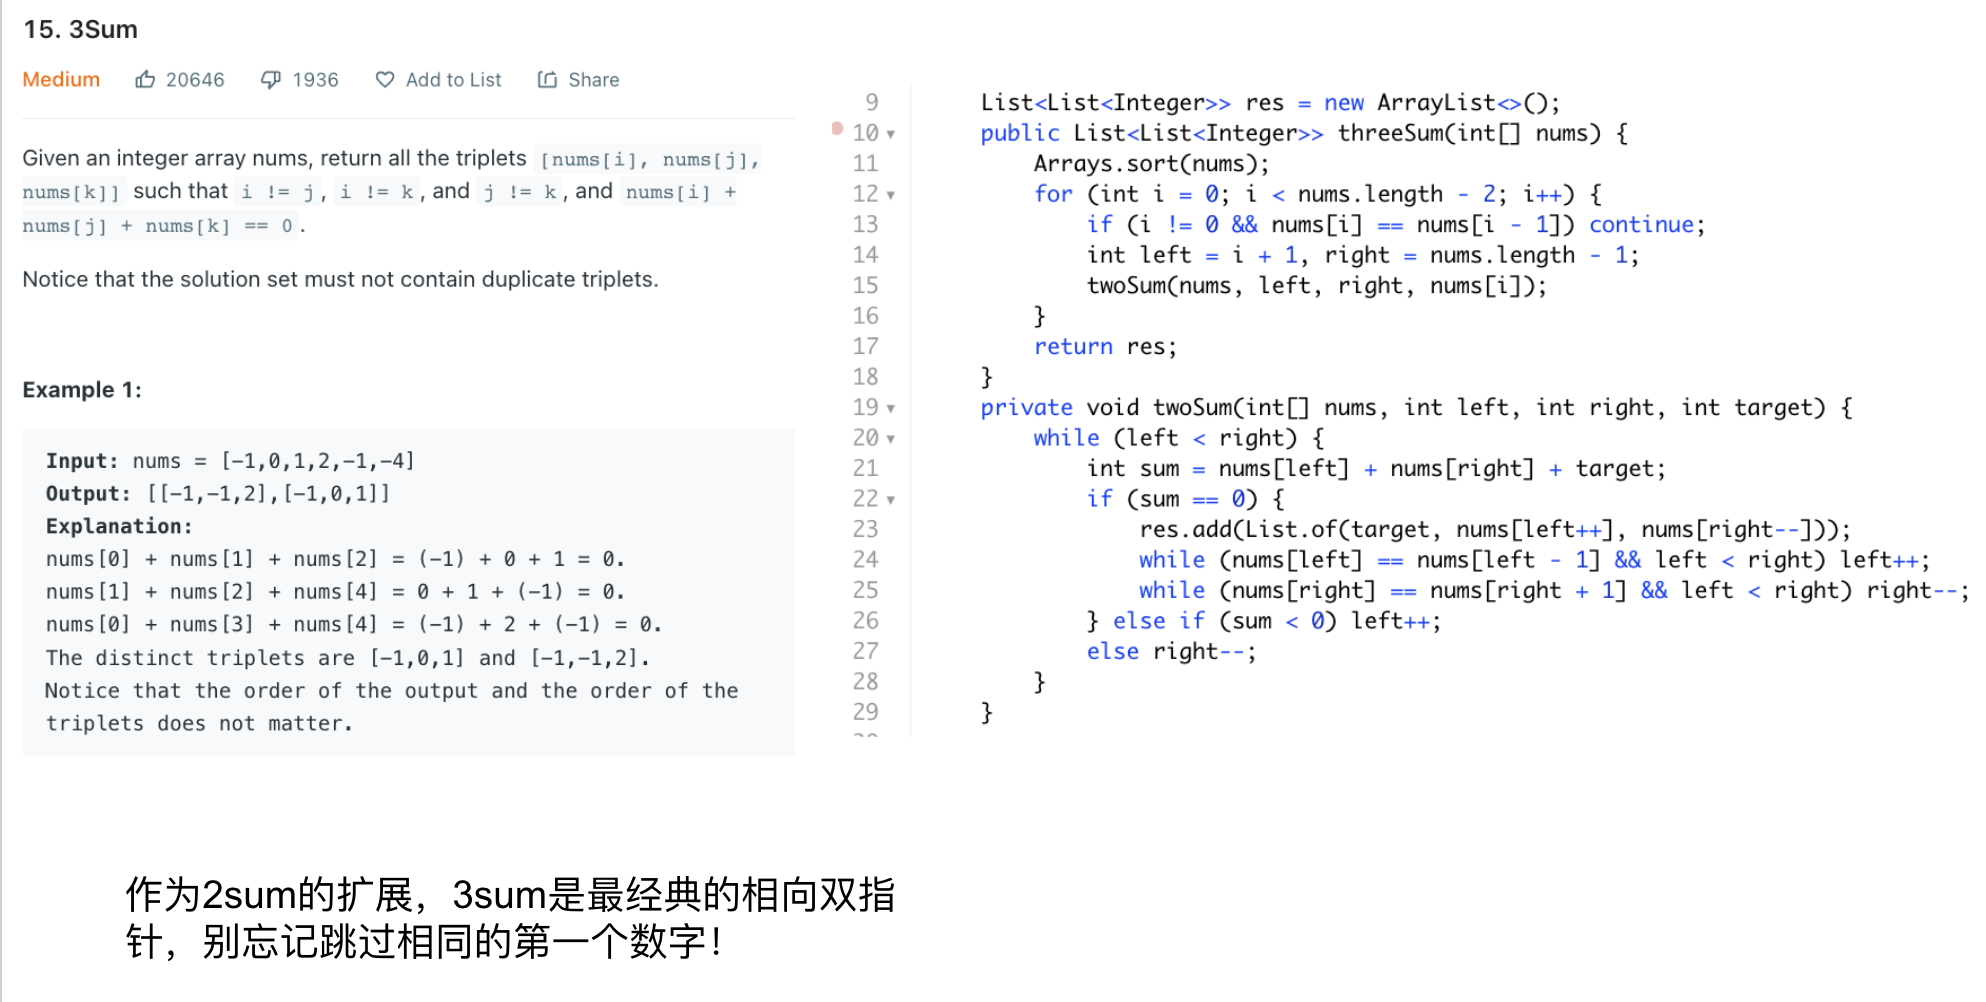 15. 3Sum
Medium 20646 1936 Add to List Share
Given an integer array nums, return all the triplets [nums[i], nums[j],
nums[k]] such that i != j, i != k, and j != k, and nums[i] +
nums[j] + nums[k] == 0.
Notice that the solution set must not contain duplicate triplets.
Example 1:
Input: nums = [-1,0,1,2,-1,-4]
Output: [[-1,-1,2],[-1,0,1]]
Explanation:
nums[0] + nums[1] + nums[2] = (-1) + 0 + 1 = 0.
nums[1] + nums[2] + nums[4] = 0 + 1 + (-1) = 0.
nums[0] + nums[3] + nums[4] = (-1) + 2 + (-1) = 0.
The distinct triplets are [-1,0,1] and [-1,-1,2].
Notice that the order of the output and the order of the
triplets does not matter.
9 List<List<Integer>> res = new ArrayList<>();
10 public List<List<Integer>> threeSum(int[] nums) {
11 Arrays.sort(nums);
12 for (int i = 0; i < nums.length - 2; i++) {
13 if (i != 0 && nums[i] == nums[i - 1]) continue;
14 int left = i + 1, right = nums.length - 1;
15 twoSum(nums, left, right, nums[i]);
16 }
17 return res;
18 }
19 private void twoSum(int[] nums, int left, int right, int target) {
20 while (left < right) {
21 int sum = nums[left] + nums[right] + target;
22 if (sum == 0) {
23 res.add(List.of(target, nums[left++], nums[right--]));
24 while (nums[left] == nums[left - 1] && left < right) left++;
25 while (nums[right] == nums[right + 1] && left < right) right--;
26 } else if (sum < 0) left++;
27 else right--;
28 }
29 }
作为2sum的扩展，3sum是最经典的相向双指
针，别忘记跳过相同的第一个数字！